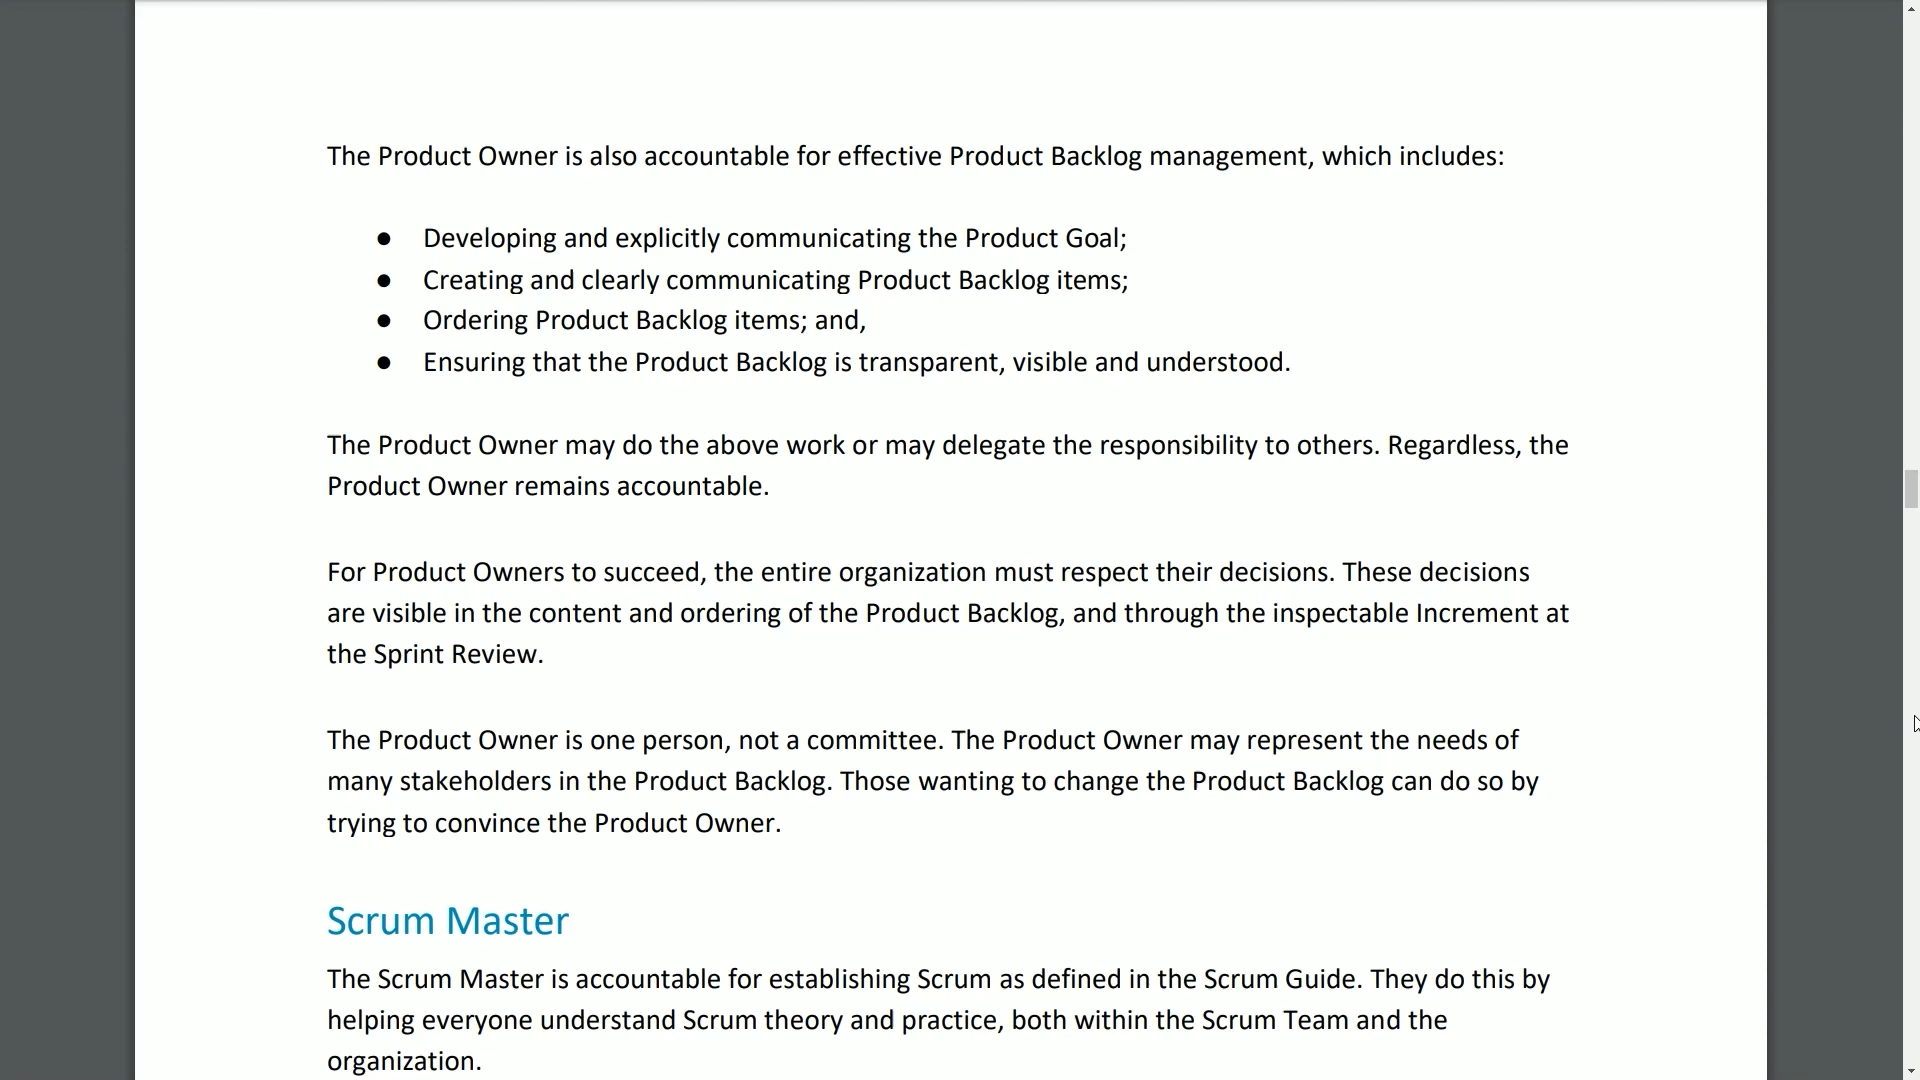 The Product Owner is also accountable for effective Product Backlog management, which includes:
● Developing and explicitly communicating the Product Goal;
● Creating and clearly communicating Product Backlog items;
● Ordering Product Backlog items; and,
● Ensuring that the Product Backlog is transparent, visible and understood.
The Product Owner may do the above work or may delegate the responsibility to others. Regardless, the
Product Owner remains accountable.
For Product Owners to succeed, the entire organization must respect their decisions. These decisions
are visible in the content and ordering of the Product Backlog, and through the inspectable Increment at
the Sprint Review.
The Product Owner is one person, not a committee. The Product Owner may represent the needs of
many stakeholders in the Product Backlog. Those wanting to change the Product Backlog can do so by
trying to convince the Product Owner.
Scrum Master
The Scrum Master is accountable for establishing Scrum as defined in the Scrum Guide. They do this by
helping everyone understand Scrum theory and practice, both within the Scrum Team and the
organization.